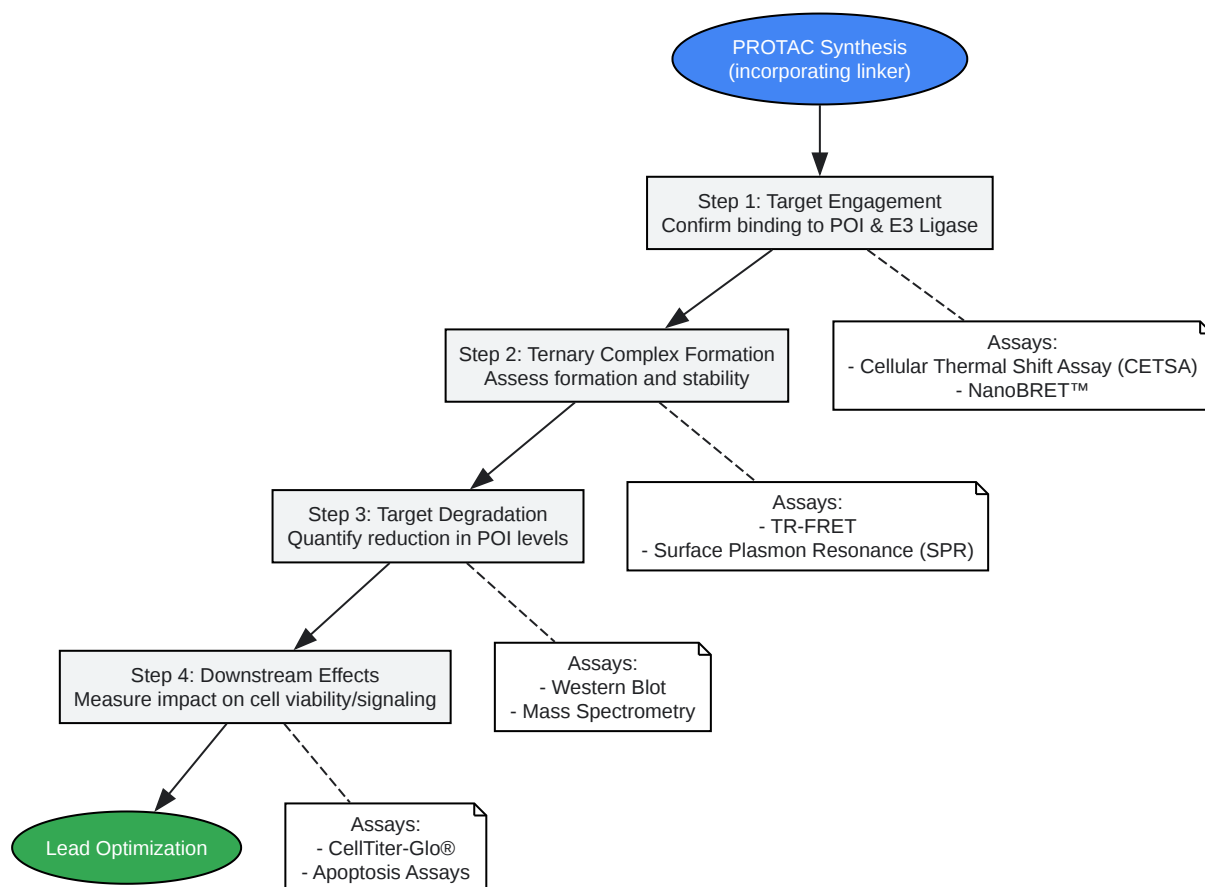 PROTAC Synthesis
(incorporating linker)
Step 1: Target Engagement
Confirm binding to POI & E3 Ligase
Assays:
- Cellular Thermal Shift Assay (CETSA)
- NanoBRET™
Step 2: Ternary Complex Formation
Assess formation and stability
Assays:
- TR-FRET
- Surface Plasmon Resonance (SPR)
Step 3: Target Degradation
Quantify reduction in POI levels
Assays:
- Western Blot
- Mass Spectrometry
Step 4: Downstream Effects
Measure impact on cell viability/signaling
Assays:
- CellTiter-Glo®
- Apoptosis Assays
Lead Optimization